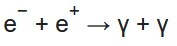 e⁻ + e⁺ → γ + γ